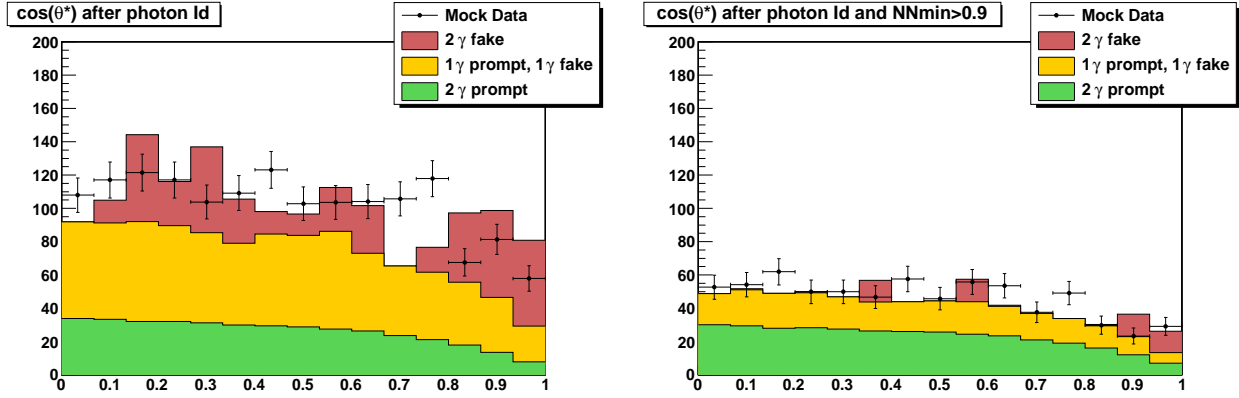 cos(θ*) after photon Id
Mock Data
2 γ fake
1γ prompt, 1γ fake
2 γ prompt
200
180
160
140
120
100
80
60
40
20
0
0 0.1 0.2 0.3 0.4 0.5 0.6 0.7 0.8 0.9 1
cos(θ*) after photon Id and NNmin>0.9
Mock Data
2 γ fake
1γ prompt, 1γ fake
2 γ prompt
200
180
160
140
120
100
80
60
40
20
0
0 0.1 0.2 0.3 0.4 0.5 0.6 0.7 0.8 0.9 1